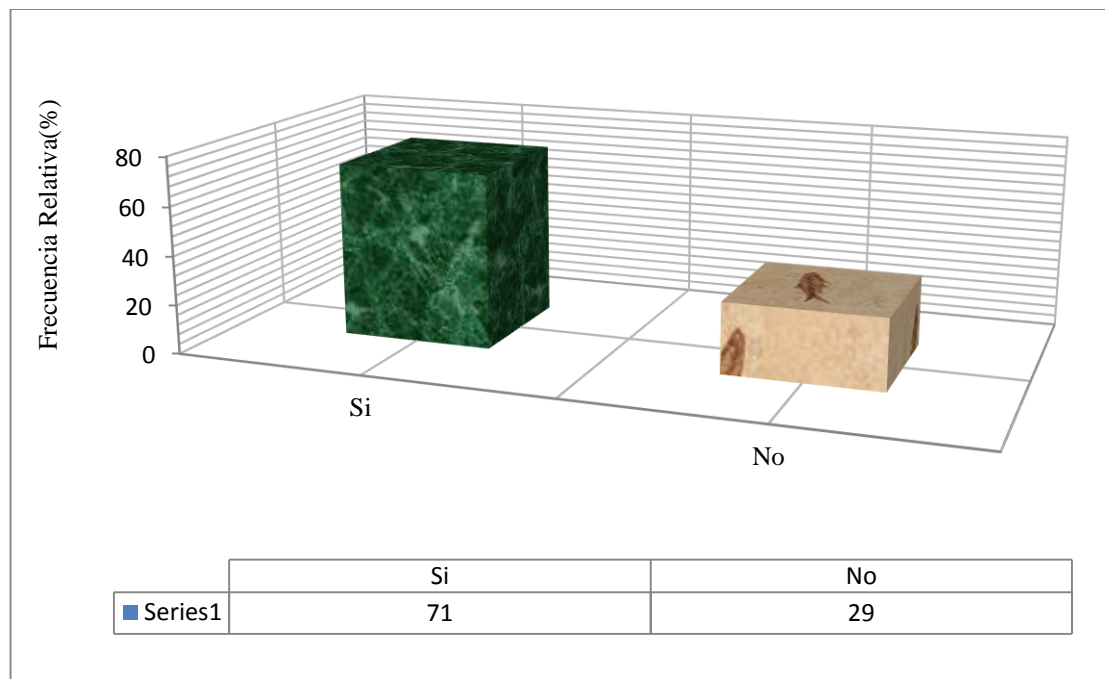 Frecuencia Relativa(%)
80
60
40
20
0
Si
No
Si No
Series1 71 29